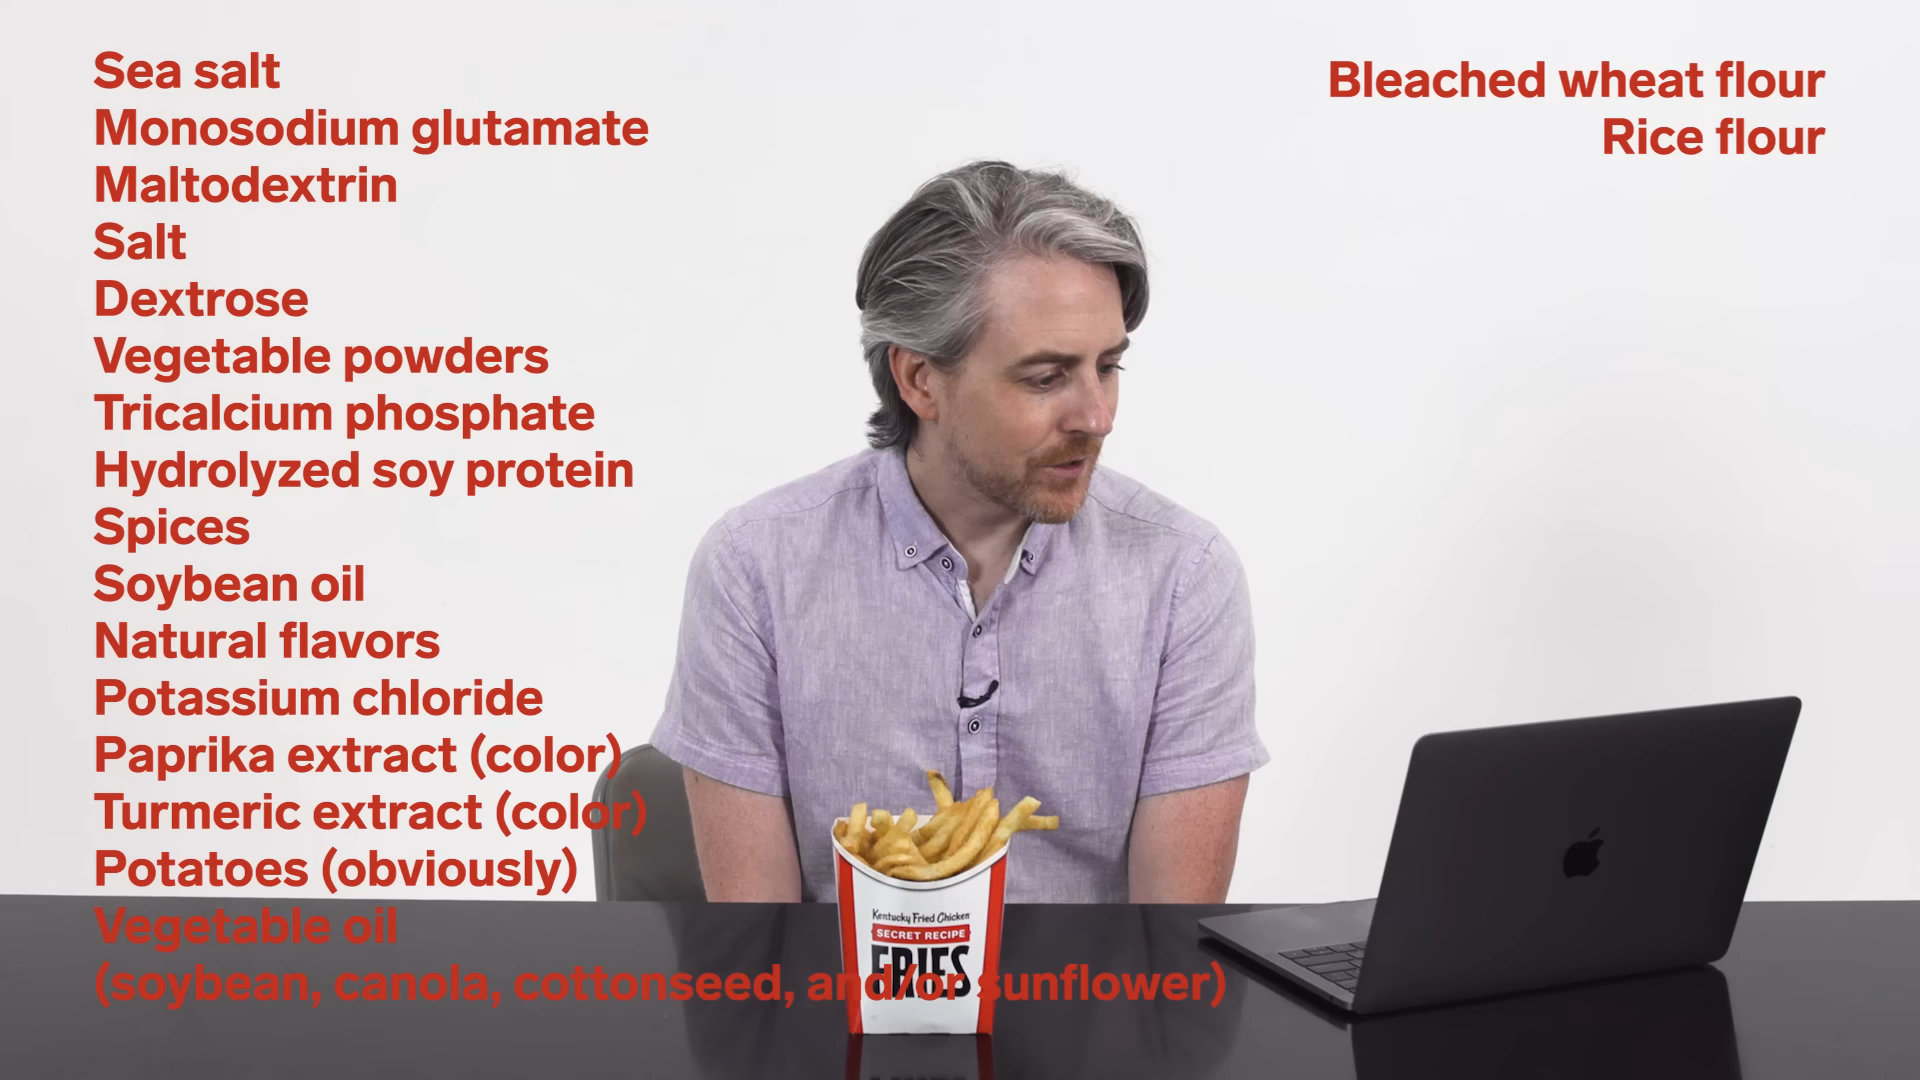 Sea salt
Monosodium glutamate
Maltodextrin
Salt
Dextrose
Vegetable powders
Tricalcium phosphate
Hydrolyzed soy protein
Spices
Soybean oil
Natural flavors
Potassium chloride
Paprika extract (color)
Turmeric extract (color)
Potatoes (obviously)
Vegetable oil
(soybean, canola, cottonseed, and/or sunflower)
Bleached wheat flour
Rice flour
Kentucky Fried Chicken
SECRET RECIPE
FRIES